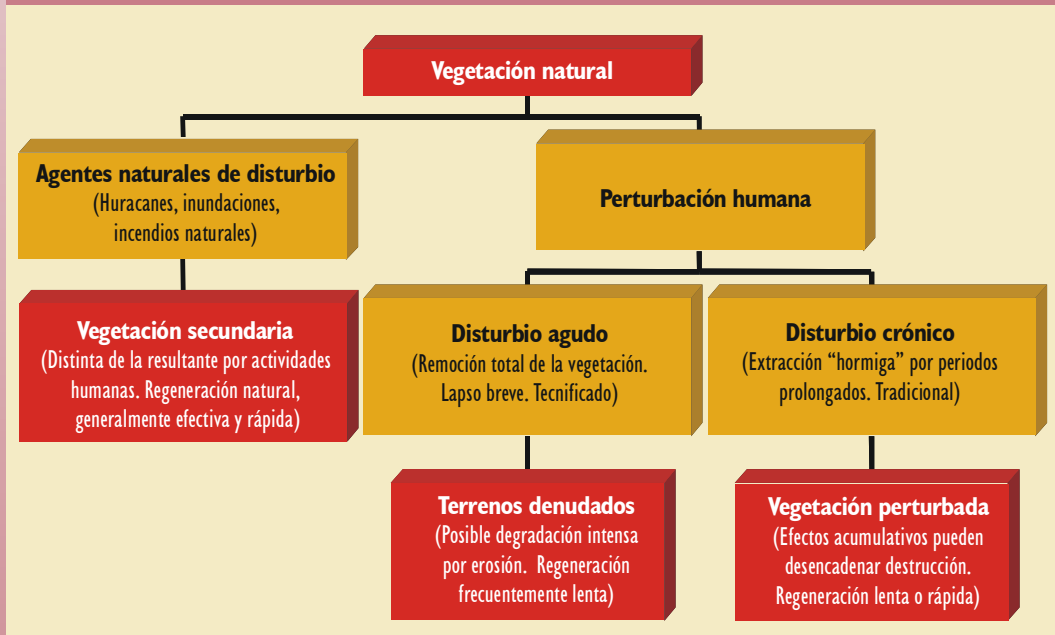 Vegetación natural
Agentes naturales de disturbio
(Huracanes, inundaciones,
incendios naturales)
Perturbación humana
Vegetación secundaria
(Distinta de la resultante por actividades
humanas. Regeneración natural,
generalmente efectiva y rápida)
Disturbio agudo
(Remoción total de la vegetación.
Lapso breve. Tecnificado)
Disturbio crónico
(Extracción “hormiga” por periodos
prolongados. Tradicional)
Terrenos denudados
(Posible degradación intensa
por erosión. Regeneración
frecuentemente lenta)
Vegetación perturbada
(Efectos acumulativos pueden
desencadenar destrucción.
Regeneración lenta o rápida)